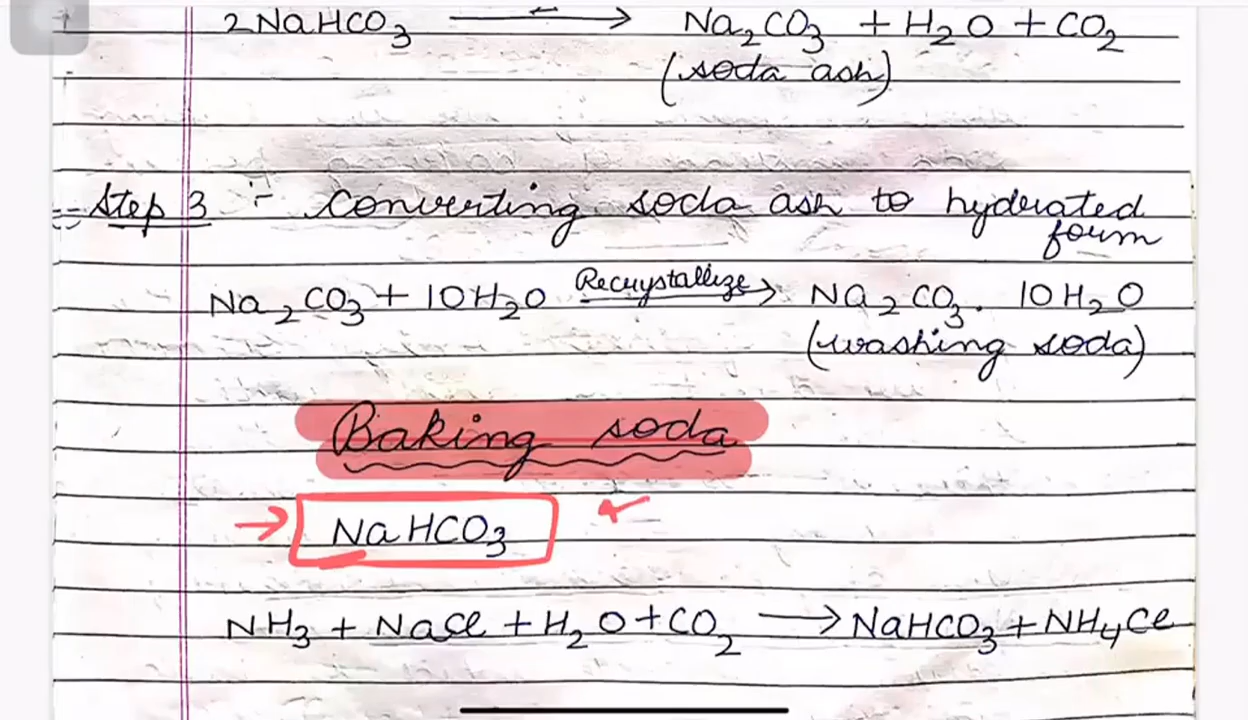 2NaHCO₃ ⟶ Na₂CO₃ + H₂O + CO₂
(soda ash)
Step 3 :- Converting soda ash to hydrated
form
Na₂CO₃ + 10H₂O Recrystallize → Na₂CO₃. 10H₂O
(washing soda)
Baking soda
→ NaHCO₃
NH₃ + NaCl + H₂O + CO₂ ⟶ NaHCO₃ + NH₄Cl